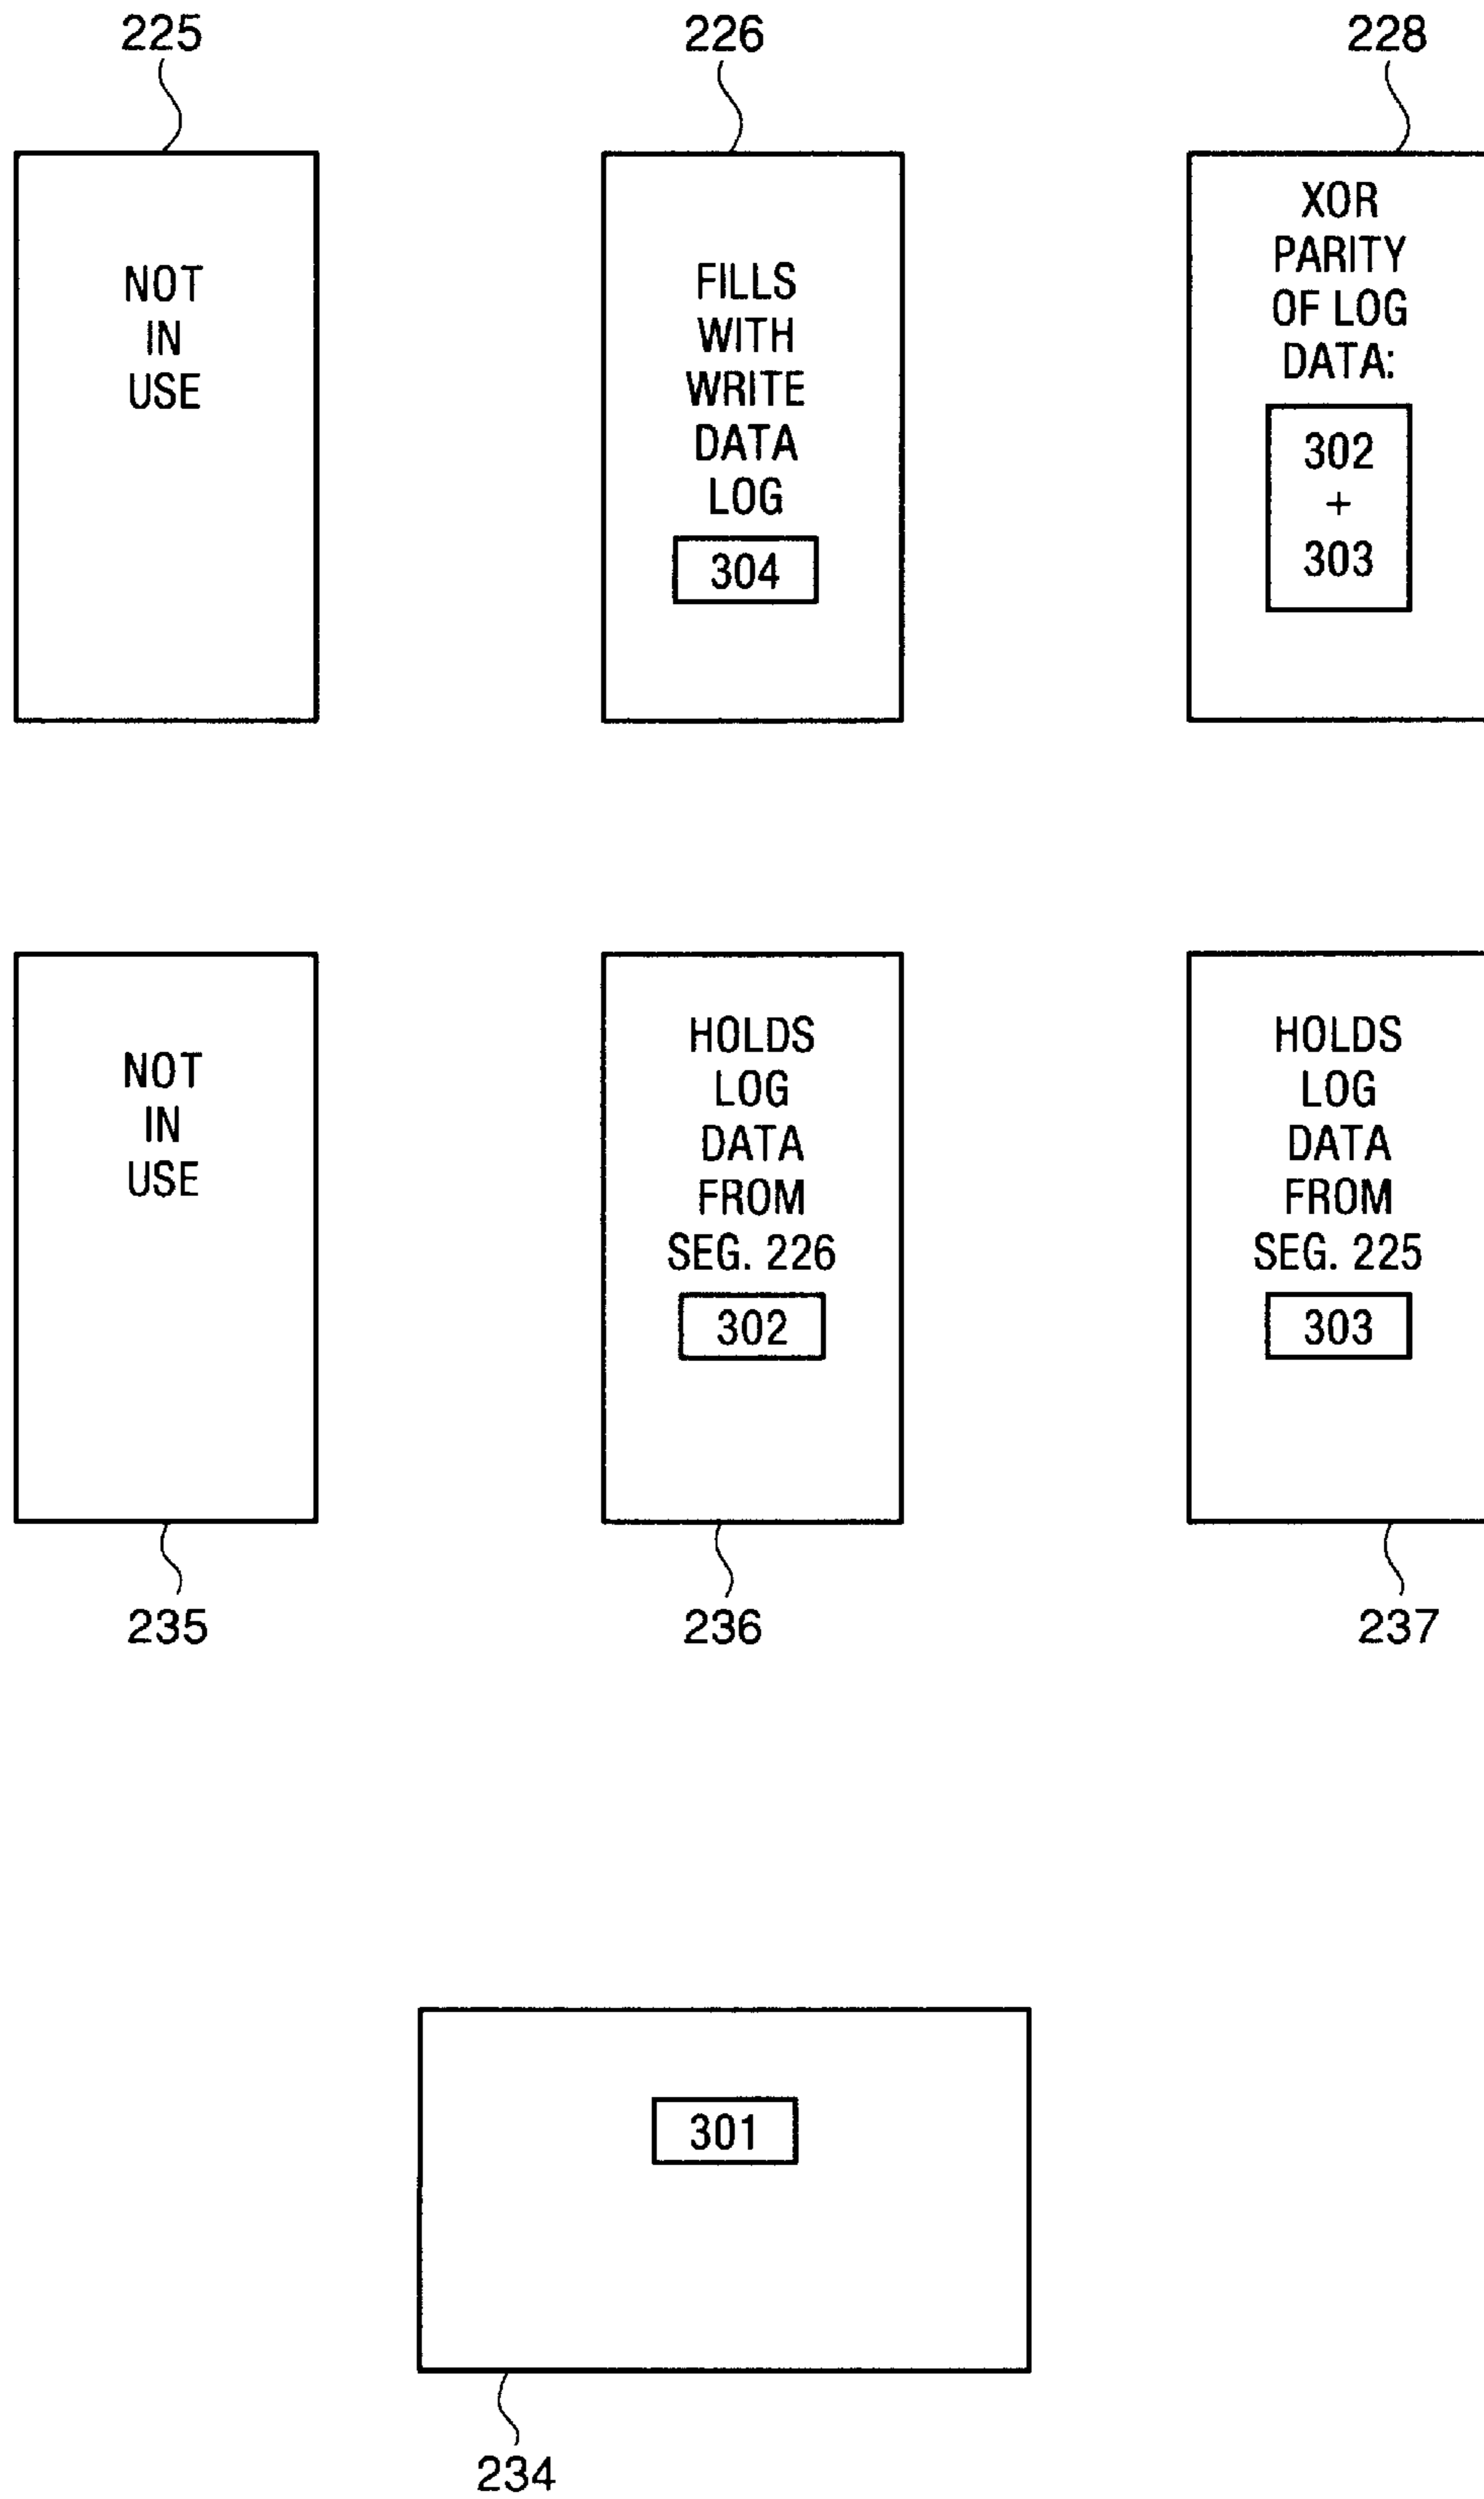 225
226
228
NOT
IN
USE
FILLS
WITH
WRITE
DATA
LOG
304
XOR
PARITY
OF LOG
DATA:
302
+
303
NOT
IN
USE
HOLDS
LOG
DATA
FROM
SEG. 226
302
HOLDS
LOG
DATA
FROM
SEG. 225
303
235
236
237
301
234